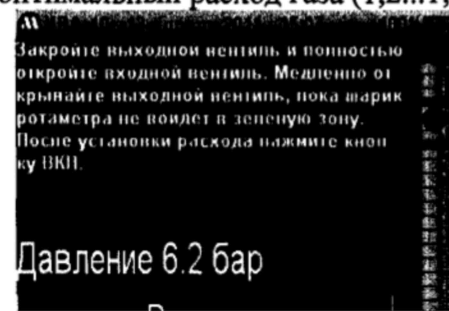 оптимальный расход газа (1,2...1,
Закройте выходной вентиль и полностью
откройте входной вентиль. Медленно от
крывайте выходной вентиль, пока шарик
ротаметра не войдет в зеленую зону.
После установки расхода нажмите кноп
ку ВКЛ.
Давление 6.2 бар